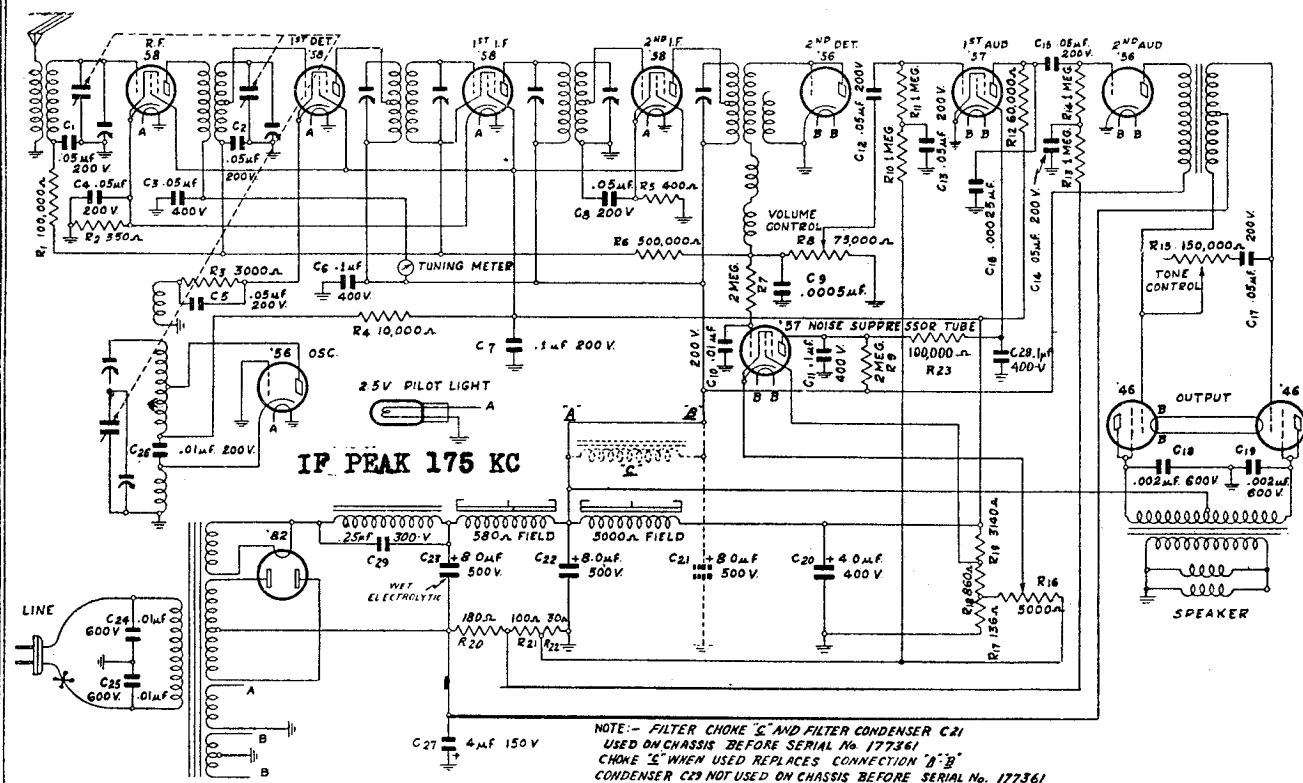 R.F.
'58
1ST DET.
'58
1ST I.F
'58
2ND I.F
'58
2ND DET.
'56
1ST AUD
'57
C15 .05µF.
200V.
2ND AUD
'56
A
A
A
A
B B
B B
B B
C1
.05µF
200V.
C2
.05µF
200V.
C4 .05µF
200 V.
C3 .05µF
400 V.
R1 100,000Ω
R2 350Ω
.05µF
C8 200V.
R5 400Ω
R6 500,000Ω
VOLUME
CONTROL
R8 75,000Ω
C12 .05µF 200V
R11 1 MEG.
R10 1 MEG.
C13 .05µF 200V.
R12 60,000Ω
C16 .00025µF.
C14 .05µF. 200V.
R14 1 MEG.
R13 1 MEG.
R15 150,000Ω
TONE
CONTROL
C17 .05µF 200V.
R3 3000Ω
C5 .05µF
200V.
C6 .1µF
400V.
TUNING METER
2 MEG.
R7
C9
.0005µF.
R4 10,000Ω
C7 .1µF 200V.
200 V.
C10 .01µF
'57 NOISE SUPPRESSOR TUBE
C11 .1µF
400 V.
2 MEG.
R9
100,000Ω
R23
C28 .1µF
400-V
B B
'56 OSC.
A
2.5V PILOT LIGHT
A
C26 .01µF 200V.
IF PEAK 175 KC
"A" "B"
"C"
'46
OUTPUT
'46
B
B
C18
.002µF. 600V.
C19
.002µF
600V.
'82
.25µF 300-V
C29
580Ω FIELD
5000Ω FIELD
C23 + 8.0µF
500V.
WET
ELECTROLYTIC
C22 + 8.0µF.
500V.
C21 + 8.0µF
500V.
C20 + 4.0µF
400 V.
R19 3140Ω
R18 860Ω
R17 136Ω
R16
5000Ω
SPEAKER
LINE
C24 .01µF
600V
C25
600V. .01µF
180Ω
R20
100Ω 30Ω
R21 R22
A
B
B
C27 4µF 150V
NOTE:- FILTER CHOKE "C" AND FILTER CONDENSER C21
USED ON CHASSIS BEFORE SERIAL No. 177361
CHOKE "C" WHEN USED REPLACES CONNECTION "A"-"B"
CONDENSER C29 NOT USED ON CHASSIS BEFORE SERIAL No. 177361